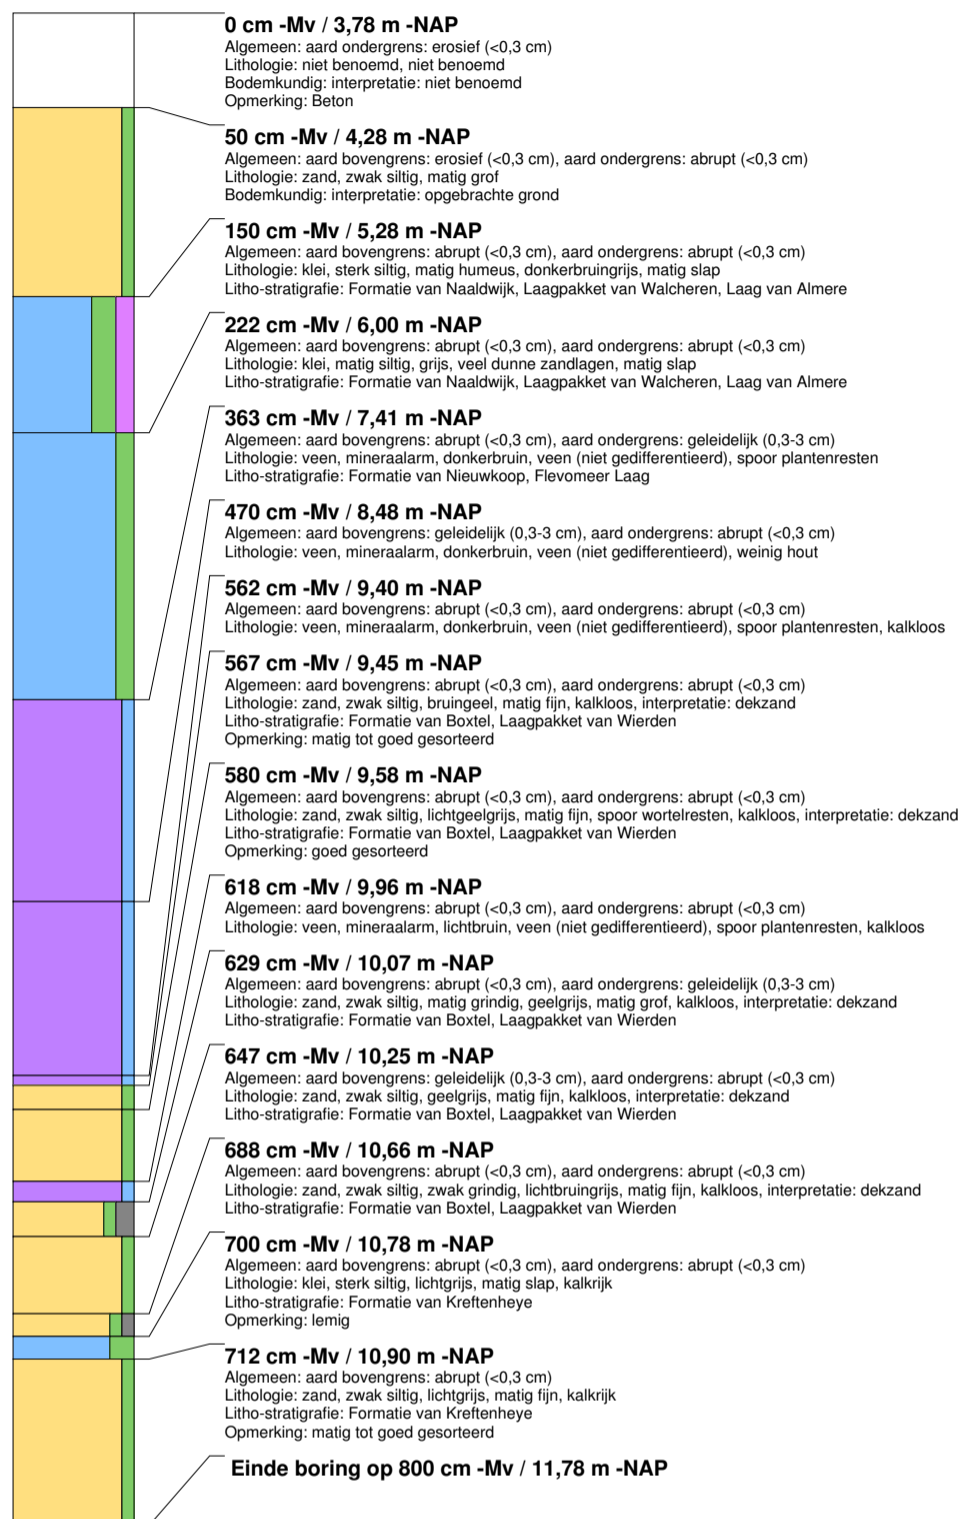 0 cm -Mv / 3,78 m -NAP
Algemeen: aard ondergrens: erosief (<0,3 cm)
Lithologie: niet benoemd, niet benoemd
Bodemkundig: interpretatie: niet benoemd
Opmerking: Beton
50 cm -Mv / 4,28 m -NAP
Algemeen: aard bovengrens: erosief (<0,3 cm), aard ondergrens: abrupt (<0,3 cm)
Lithologie: zand, zwak siltig, matig grof
Bodemkundig: interpretatie: opgebrachte grond
150 cm -Mv / 5,28 m -NAP
Algemeen: aard bovengrens: abrupt (<0,3 cm), aard ondergrens: abrupt (<0,3 cm)
Lithologie: klei, sterk siltig, matig humeus, donkerbruingrijs, matig slap
Litho-stratigrafie: Formatie van Naaldwijk, Laagpakket van Walcheren, Laag van Almere
222 cm -Mv / 6,00 m -NAP
Algemeen: aard bovengrens: abrupt (<0,3 cm), aard ondergrens: abrupt (<0,3 cm)
Lithologie: klei, matig siltig, grijs, veel dunne zandlagen, matig slap
Litho-stratigrafie: Formatie van Naaldwijk, Laagpakket van Walcheren, Laag van Almere
363 cm -Mv / 7,41 m -NAP
Algemeen: aard bovengrens: abrupt (<0,3 cm), aard ondergrens: geleidelijk (0,3-3 cm)
Lithologie: veen, mineraalarm, donkerbruin, veen (niet gedifferentieerd), spoor plantenresten
Litho-stratigrafie: Formatie van Nieuwkoop, Flevomeer Laag
470 cm -Mv / 8,48 m -NAP
Algemeen: aard bovengrens: geleidelijk (0,3-3 cm), aard ondergrens: abrupt (<0,3 cm)
Lithologie: veen, mineraalarm, donkerbruin, veen (niet gedifferentieerd), weinig hout
562 cm -Mv / 9,40 m -NAP
Algemeen: aard bovengrens: abrupt (<0,3 cm), aard ondergrens: abrupt (<0,3 cm)
Lithologie: veen, mineraalarm, donkerbruin, veen (niet gedifferentieerd), spoor plantenresten, kalkloos
567 cm -Mv / 9,45 m -NAP
Algemeen: aard bovengrens: abrupt (<0,3 cm), aard ondergrens: abrupt (<0,3 cm)
Lithologie: zand, zwak siltig, bruingeel, matig fijn, kalkloos, interpretatie: dekzand
Litho-stratigrafie: Formatie van Boxtel, Laagpakket van Wierden
Opmerking: matig tot goed gesorteerd
580 cm -Mv / 9,58 m -NAP
Algemeen: aard bovengrens: abrupt (<0,3 cm), aard ondergrens: abrupt (<0,3 cm)
Lithologie: zand, zwak siltig, lichtgeelgrijs, matig fijn, spoor wortelresten, kalkloos, interpretatie: dekzand
Litho-stratigrafie: Formatie van Boxtel, Laagpakket van Wierden
Opmerking: goed gesorteerd
618 cm -Mv / 9,96 m -NAP
Algemeen: aard bovengrens: abrupt (<0,3 cm), aard ondergrens: abrupt (<0,3 cm)
Lithologie: veen, mineraalarm, lichtbruin, veen (niet gedifferentieerd), spoor plantenresten, kalkloos
629 cm -Mv / 10,07 m -NAP
Algemeen: aard bovengrens: abrupt (<0,3 cm), aard ondergrens: geleidelijk (0,3-3 cm)
Lithologie: zand, zwak siltig, matig grindig, geelgrijs, matig grof, kalkloos, interpretatie: dekzand
Litho-stratigrafie: Formatie van Boxtel, Laagpakket van Wierden
647 cm -Mv / 10,25 m -NAP
Algemeen: aard bovengrens: geleidelijk (0,3-3 cm), aard ondergrens: abrupt (<0,3 cm)
Lithologie: zand, zwak siltig, geelgrijs, matig fijn, kalkloos, interpretatie: dekzand
Litho-stratigrafie: Formatie van Boxtel, Laagpakket van Wierden
688 cm -Mv / 10,66 m -NAP
Algemeen: aard bovengrens: abrupt (<0,3 cm), aard ondergrens: abrupt (<0,3 cm)
Lithologie: zand, zwak siltig, zwak grindig, lichtbruingrijs, matig fijn, kalkloos, interpretatie: dekzand
Litho-stratigrafie: Formatie van Boxtel, Laagpakket van Wierden
700 cm -Mv / 10,78 m -NAP
Algemeen: aard bovengrens: abrupt (<0,3 cm), aard ondergrens: abrupt (<0,3 cm)
Lithologie: klei, sterk siltig, lichtgrijs, matig slap, kalkrijk
Litho-stratigrafie: Formatie van Kreftenheye
Opmerking: lemig
712 cm -Mv / 10,90 m -NAP
Algemeen: aard bovengrens: abrupt (<0,3 cm)
Lithologie: zand, zwak siltig, lichtgrijs, matig fijn, kalkrijk
Litho-stratigrafie: Formatie van Kreftenheye
Opmerking: matig tot goed gesorteerd
Einde boring op 800 cm -Mv / 11,78 m -NAP